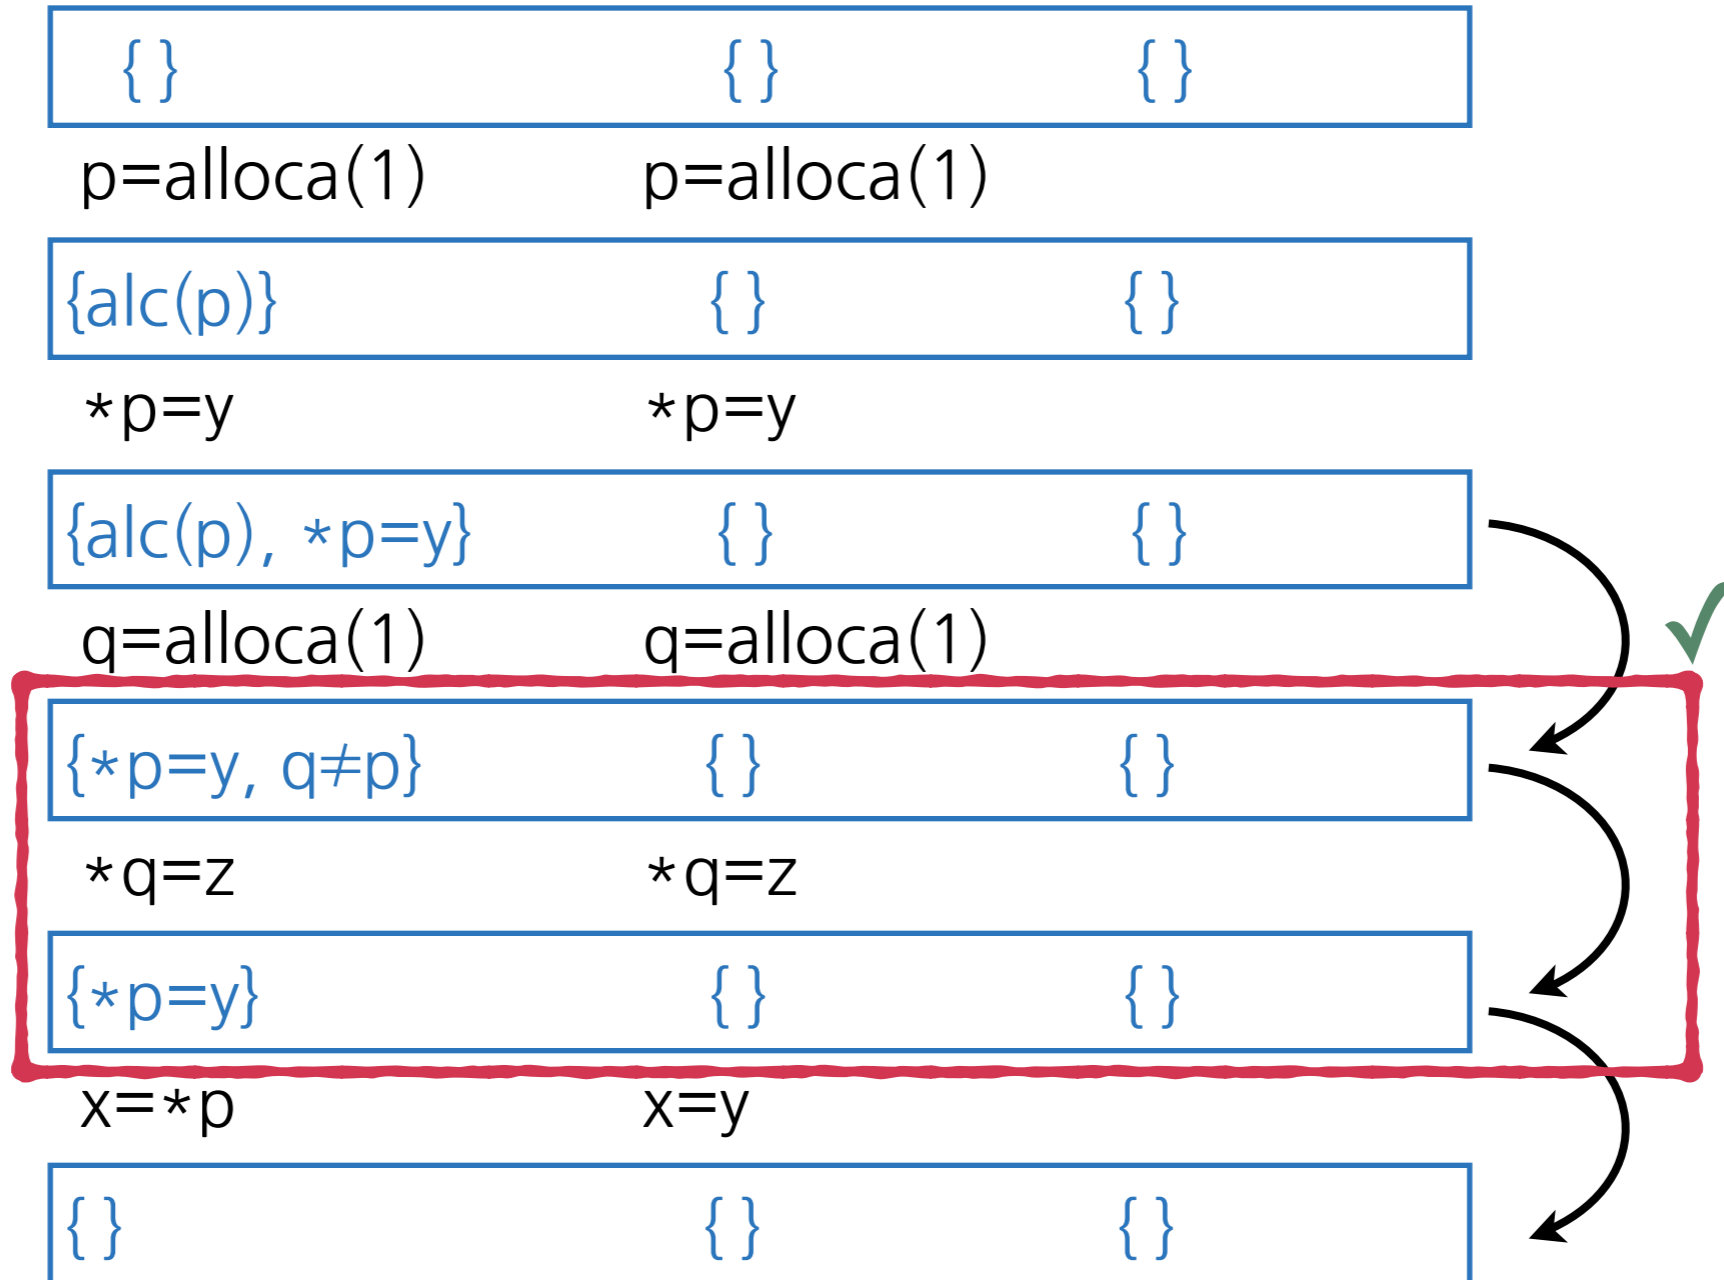 { } { } { }
p=alloca(1) p=alloca(1)
{alc(p)} { } { }
*p=y *p=y
{alc(p), *p=y} { } { }
q=alloca(1) q=alloca(1)
{*p=y, q≠p} { } { }
*q=z *q=z
{*p=y} { } { }
x=*p x=y
{ } { } { }